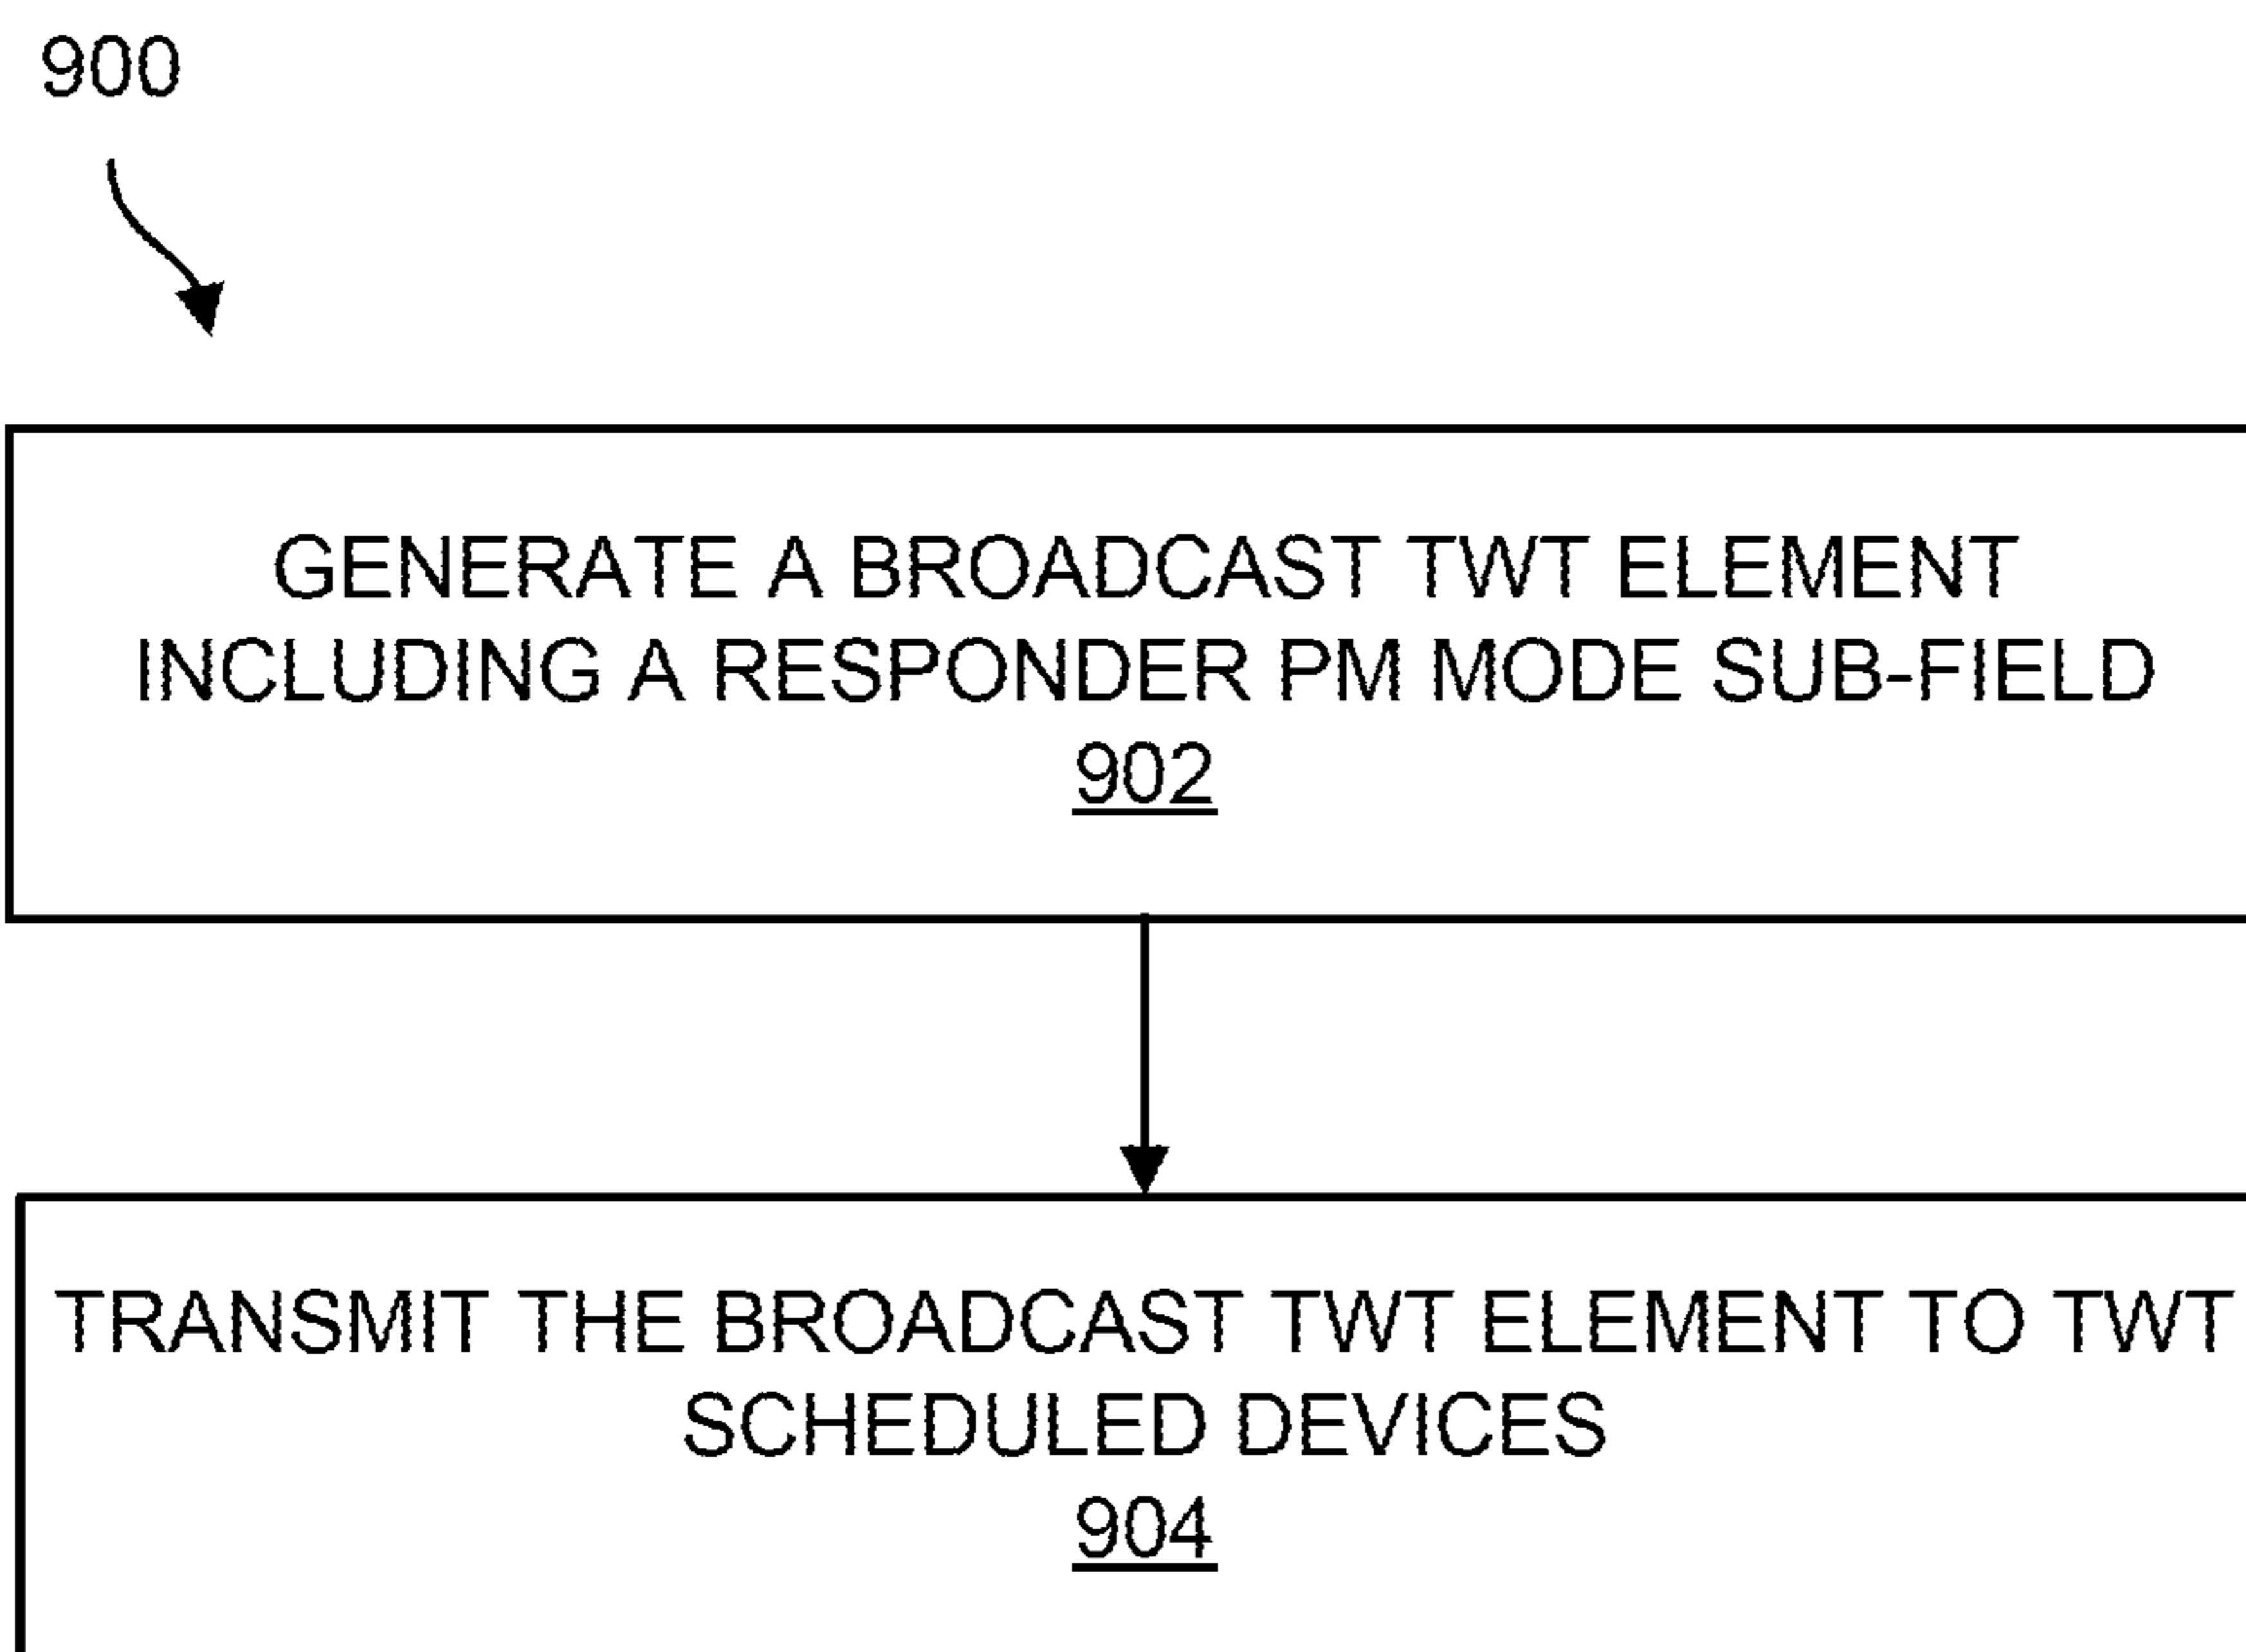 900
GENERATE A BROADCAST TWT ELEMENT
INCLUDING A RESPONDER PM MODE SUB-FIELD
902
TRANSMIT THE BROADCAST TWT ELEMENT TO TWT
SCHEDULED DEVICES
904